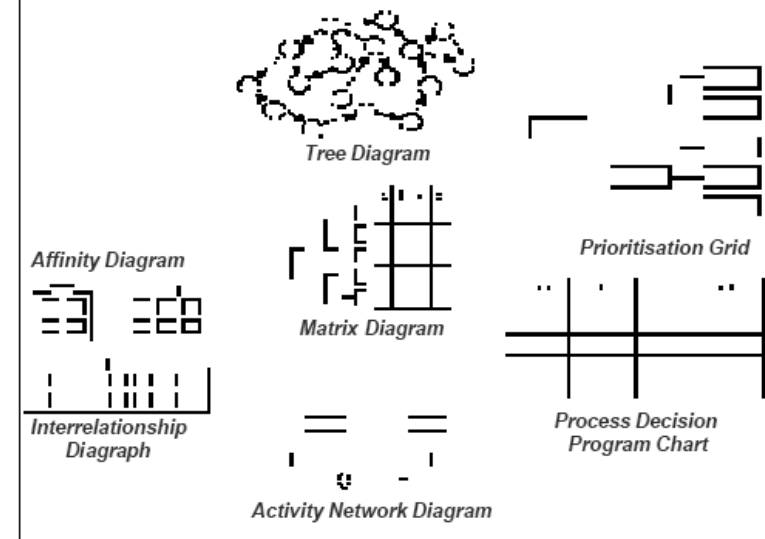 Tree Diagram
Prioritisation Grid
Affinity Diagram
Matrix Diagram
Interrelationship
Diagraph
Process Decision
Program Chart
Activity Network Diagram